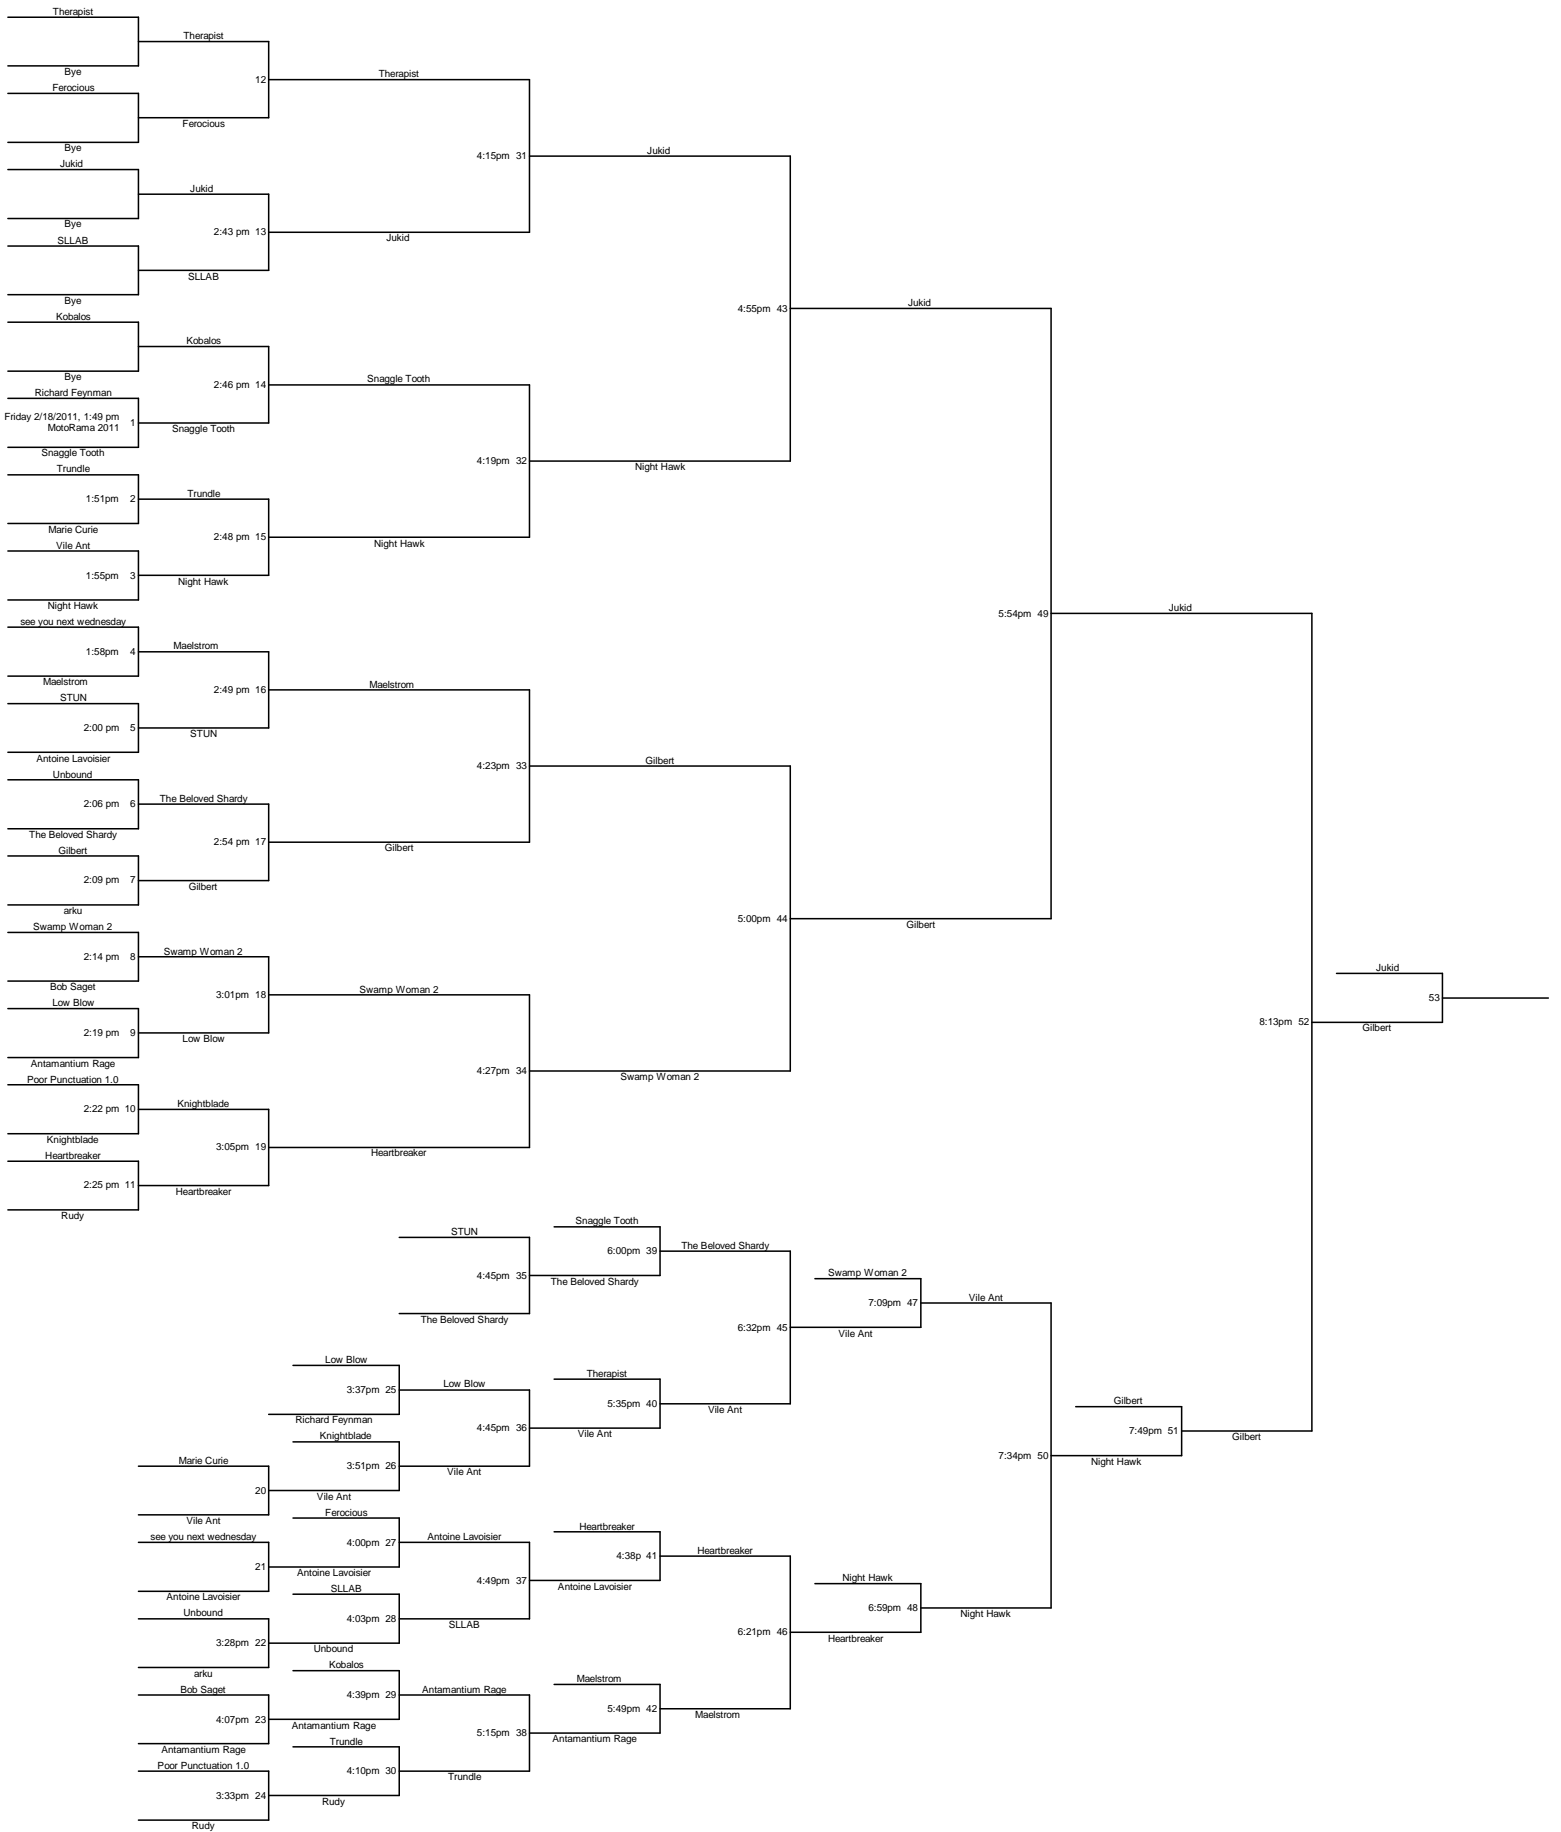 Therapist
Therapist
Bye
12
Therapist
Ferocious
Ferocious
Bye
4:15pm 31
Jukid
Jukid
Jukid
Bye
2:43 pm 13
Jukid
SLLAB
SLLAB
Bye
4:55pm 43
Jukid
Kobalos
Kobalos
Bye
2:46 pm 14
Snaggle Tooth
Richard Feynman
Friday 2/18/2011, 1:49 pm
MotoRama 2011
1
Snaggle Tooth
Snaggle Tooth
4:19pm 32
Night Hawk
Trundle
1:51pm 2
Trundle
Marie Curie
2:48 pm 15
Night Hawk
Vile Ant
1:55pm 3
Night Hawk
Night Hawk
5:54pm 49
Jukid
see you next wednesday
1:58pm 4
Maelstrom
Maelstrom
2:49 pm 16
Maelstrom
STUN
2:00 pm 5
STUN
Antoine Lavoisier
4:23pm 33
Gilbert
Unbound
2:06 pm 6
The Beloved Shardy
The Beloved Shardy
2:54 pm 17
Gilbert
Gilbert
2:09 pm 7
Gilbert
arku
5:00pm 44
Gilbert
Swamp Woman 2
2:14 pm 8
Swamp Woman 2
Bob Saget
3:01pm 18
Swamp Woman 2
Low Blow
2:19 pm 9
Low Blow
Antamantium Rage
4:27pm 34
Swamp Woman 2
Poor Punctuation 1.0
2:22 pm 10
Knightblade
Knightblade
3:05pm 19
Heartbreaker
Heartbreaker
2:25 pm 11
Heartbreaker
Rudy
Jukid
53
8:13pm 52
Gilbert
STUN
4:45pm 35
The Beloved Shardy
Snaggle Tooth
6:00pm 39
The Beloved Shardy
The Beloved Shardy
Swamp Woman 2
7:09pm 47
Vile Ant
6:32pm 45
Vile Ant
Low Blow
3:37pm 25
Low Blow
Richard Feynman
4:45pm 36
Therapist
5:35pm 40
Vile Ant
Vile Ant
Knightblade
3:51pm 26
Vile Ant
Marie Curie
20
Vile Ant
Vile Ant
Gilbert
7:49pm 51
Gilbert
7:34pm 50
Night Hawk
see you next wednesday
21
Antoine Lavoisier
Ferocious
4:00pm 27
Antoine Lavoisier
Antoine Lavoisier
4:49pm 37
Heartbreaker
4:38p 41
Heartbreaker
Antoine Lavoisier
SLLAB
4:03pm 28
SLLAB
Unbound
3:28pm 22
Unbound
arku
Night Hawk
6:59pm 48
Night Hawk
6:21pm 46
Heartbreaker
Kobalos
4:39pm 29
Antamantium Rage
Bob Saget
4:07pm 23
Antamantium Rage
Antamantium Rage
5:15pm 38
Maelstrom
5:49pm 42
Maelstrom
Antamantium Rage
Trundle
4:10pm 30
Trundle
Poor Punctuation 1.0
3:33pm 24
Rudy
Rudy